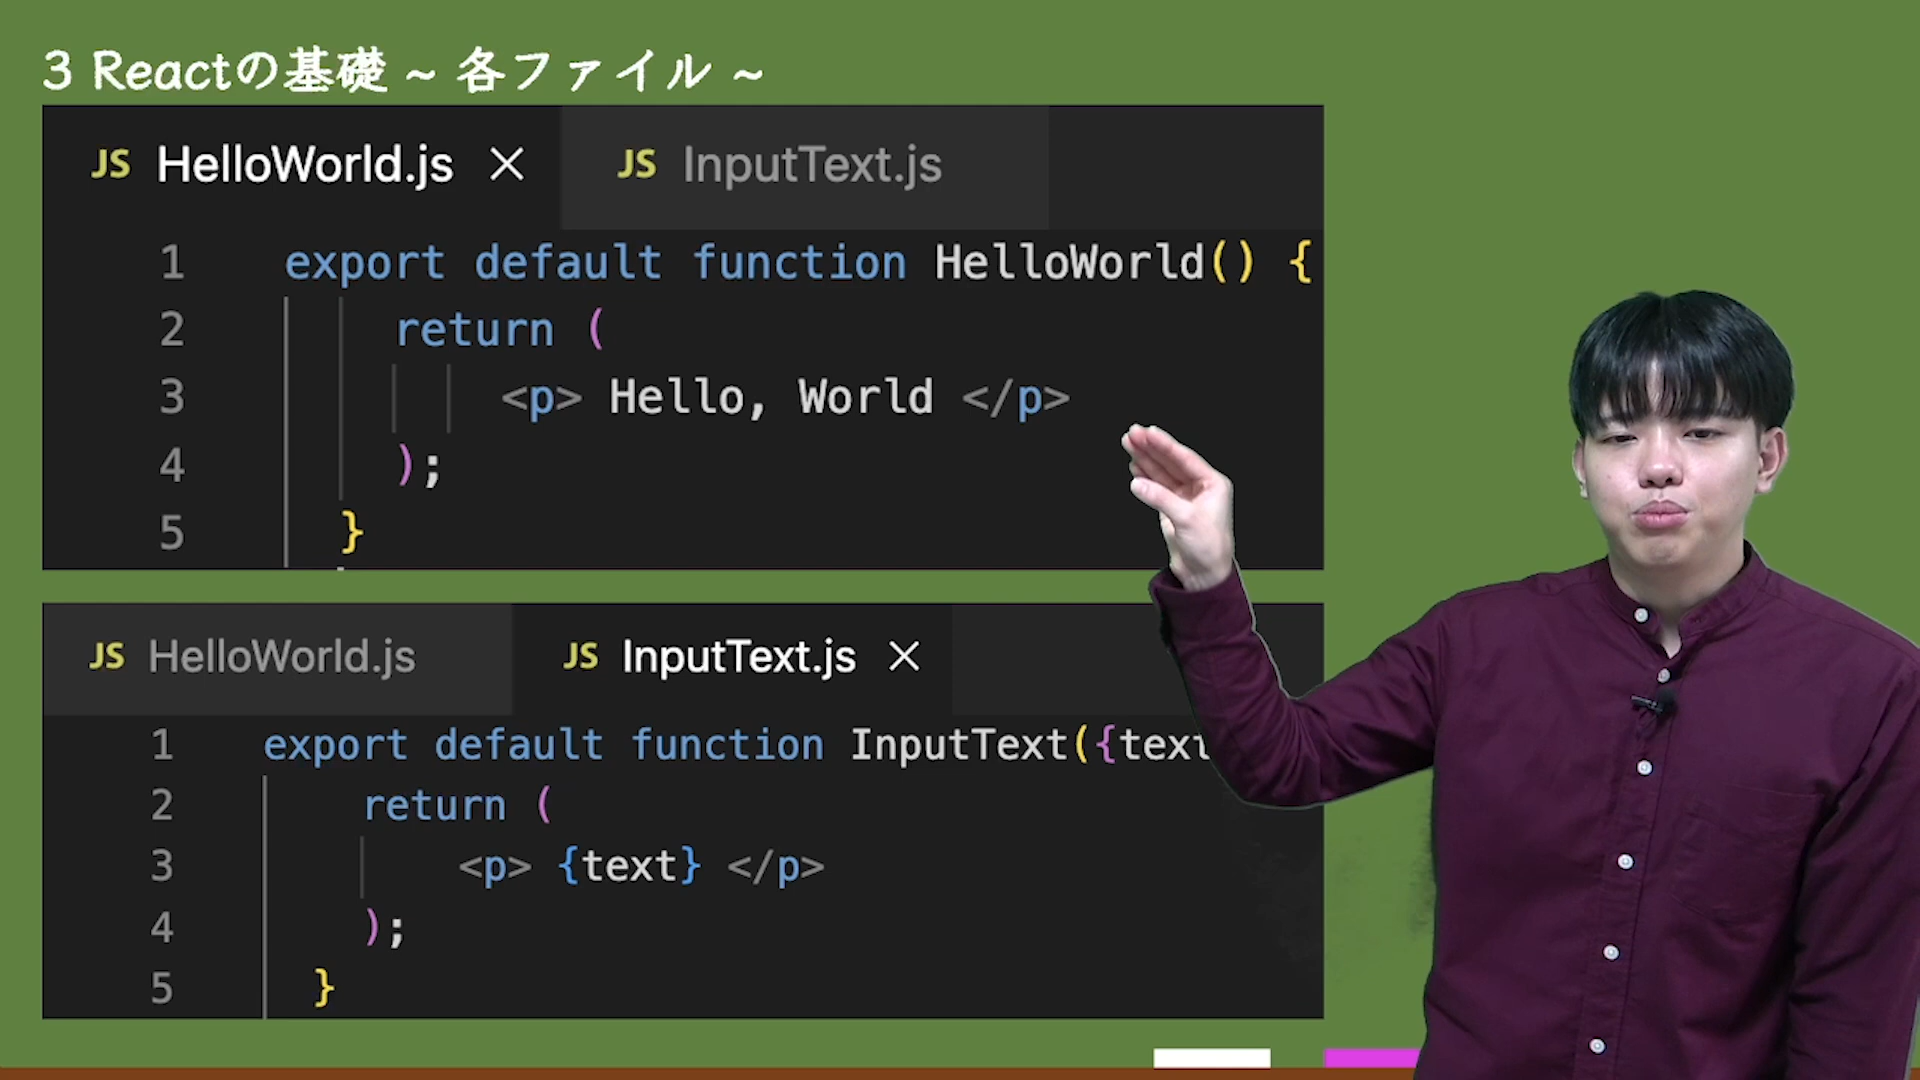 3 Reactの基礎 ~ 各ファイル ~
JS HelloWorld.js × JS InputText.js
1 export default function HelloWorld() {
2 return (
3 <p> Hello, World </p>
4 );
5 }
JS HelloWorld.js JS InputText.js ×
1 export default function InputText({text
2 return (
3 <p> {text} </p>
4 );
5 }